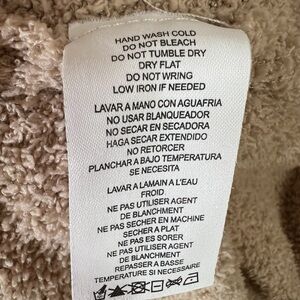 HAND WASH COLD
DO NOT BLEACH
DO NOT TUMBLE DRY
DRY FLAT
DO NOT WRING
LOW IRON IF NEEDED
LAVAR A MANO CON AGUAFRIA
NO USAR BLANQUEADOR
NO SECAR EN SECADORA
HAGA SECAR EXTENDIDO
NO RETORCER
PLANCHAR A BAJO TEMPERATURA
SE NECESITA
LAVAR A LAMAIN A L'EAU
FROID
NE PAS UTILISER AGENT
DE BLANCHMENT
NE PAS SECHER EN MACHINE
SECHER A PLAT
NE PAS ES SORER
NE PAS UTILISER AGENT
DE BLANCHMENT
REPASSER A BASSE
TEMPERATURE SI NECESSAIRE